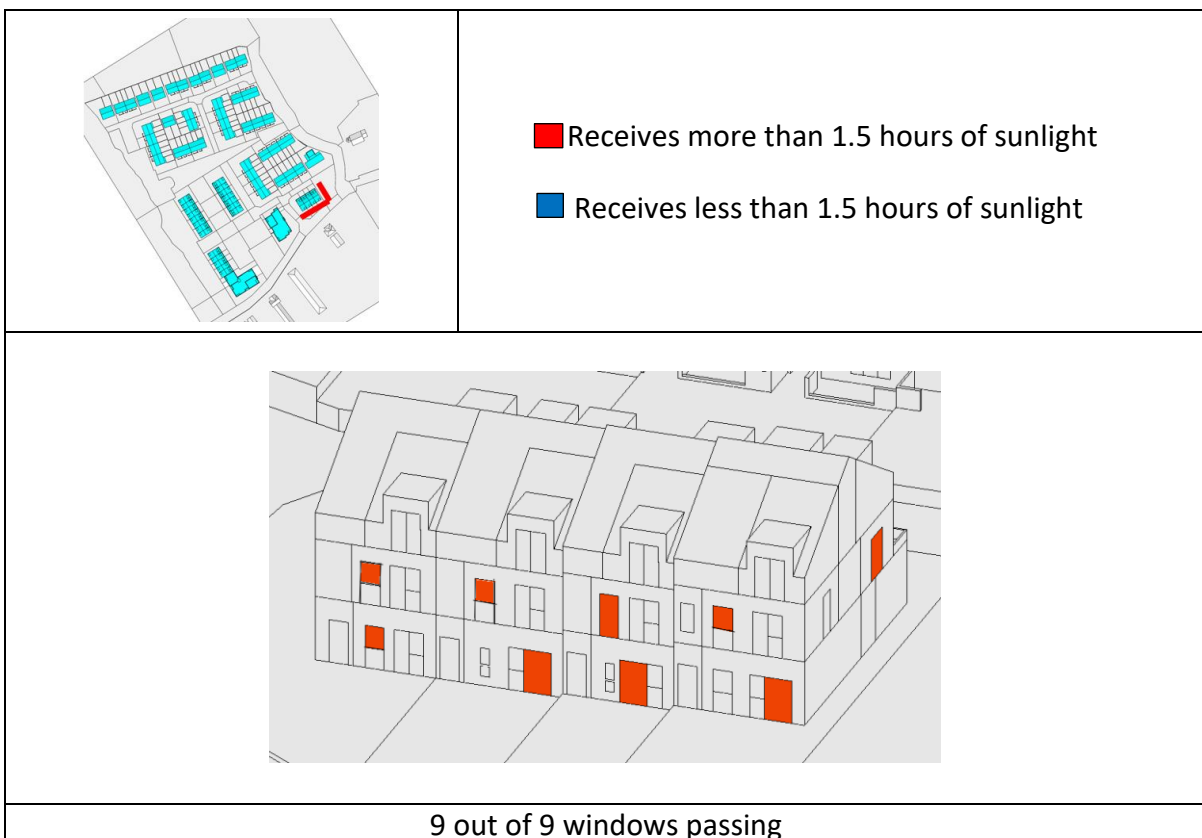 Receives more than 1.5 hours of sunlight
Receives less than 1.5 hours of sunlight
9 out of 9 windows passing